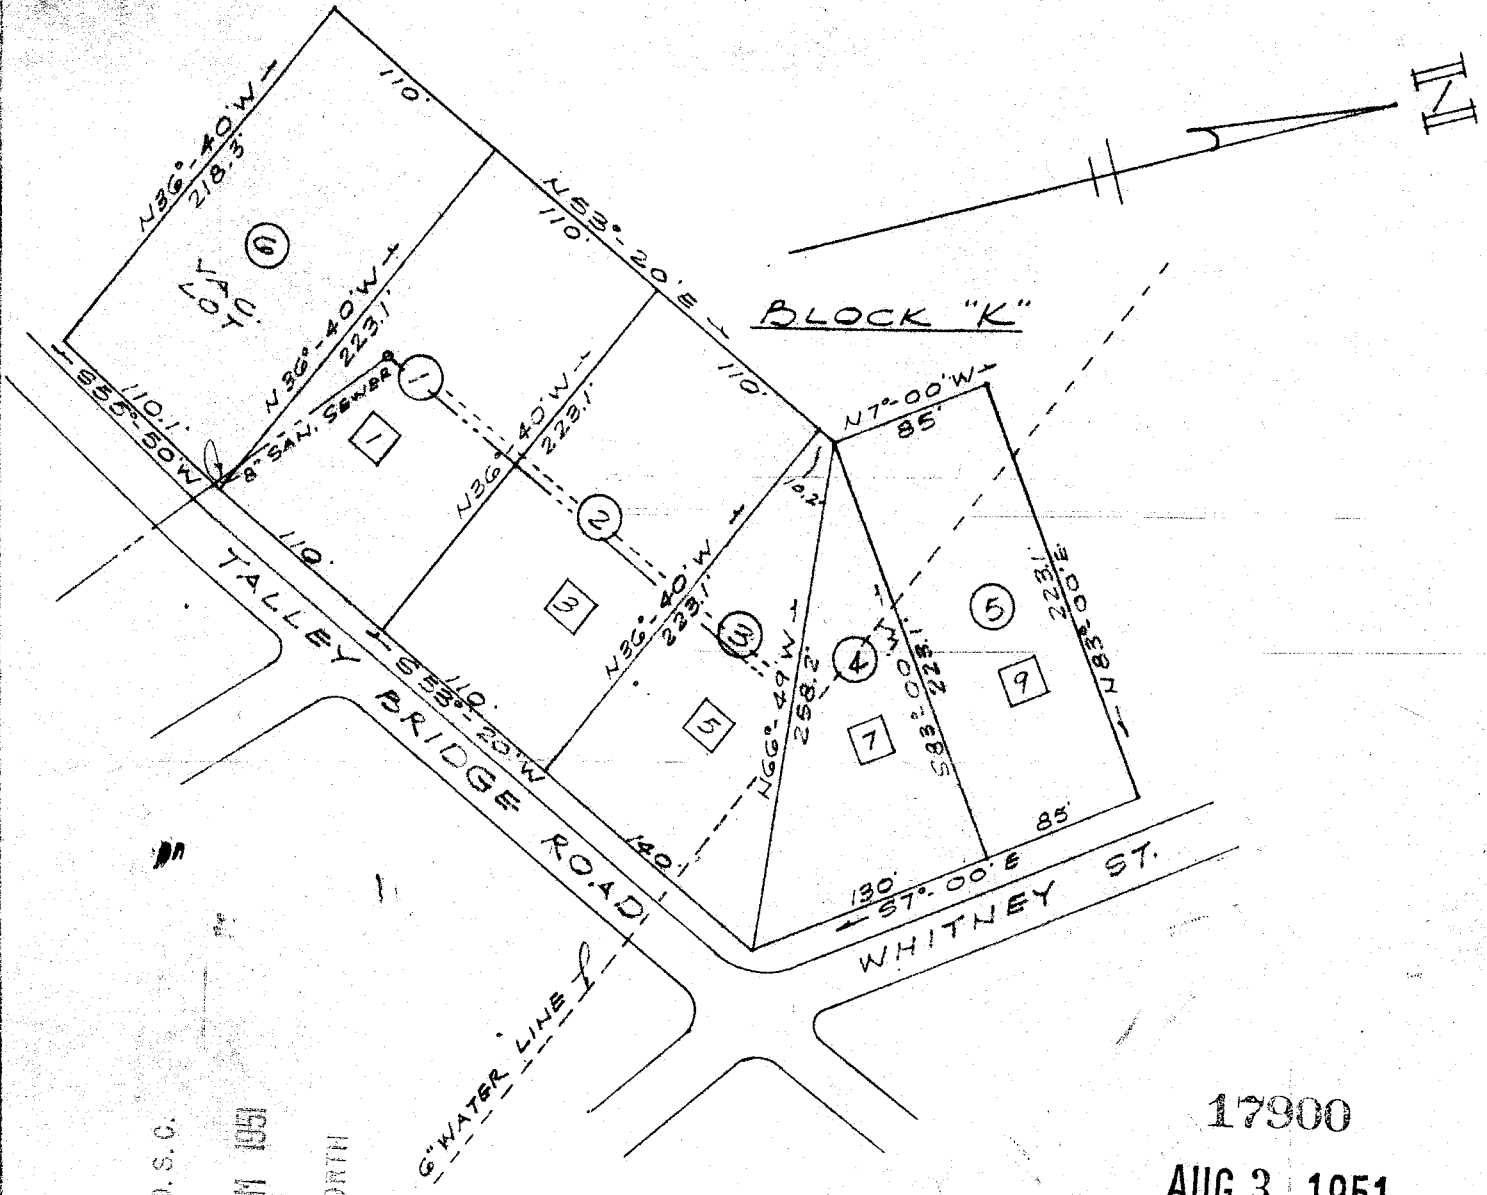 N
BLOCK "K"
110'
N53°-20'E
110'
110'
N36°-40'W
218.3'
6
VAC.
LOT
N36°-40'W
223.1'
8" SAN. SEWER
1
1
110.1'
S55°-50'W
110'
N36°-40'W
223.1'
2
3
S53°-20'W
110'
N36°-40'W
223.1'
10.2'
3
5
140'
N66°-49'W
258.2'
4
7
S83°-00'W
228.1'
N7°-00'W
85'
5
9
223.1'
N83°-00'E
85'
130'
S7°-00'E
TALLEY BRIDGE ROAD
WHITNEY ST.
6" WATER LINE
17900
AUG 3 1951
M 1951